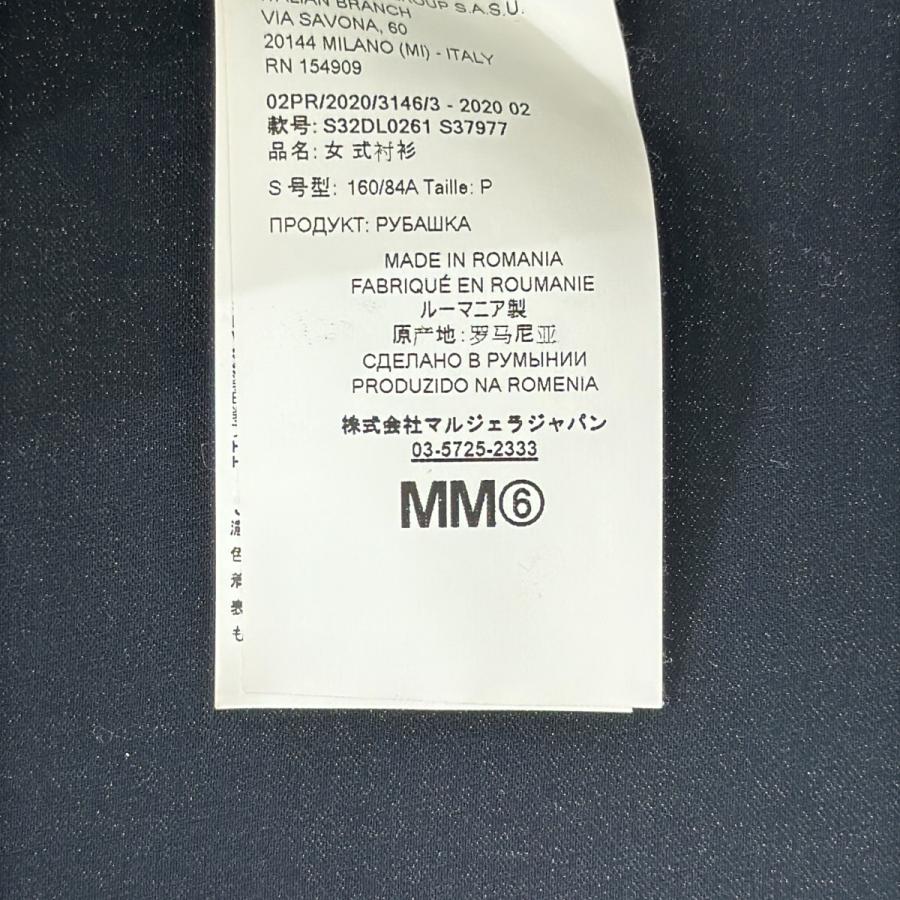 GROUP S.A.S.U.
ITALIAN BRANCH
VIA SAVONA, 60
20144 MILANO (MI) - ITALY
RN 154909
02PR/2020/3146/3 - 2020 02
款号: S32DL0261 S37977
品名: 女 式衬衫
S 号型: 160/84A Taille: P
ПРОДУКТ: РУБАШКА
MADE IN ROMANIA
FABRIQUÉ EN ROUMANIE
ルーマニア製
原产地: 罗马尼亚
СДЕЛАНО В РУМЫНИИ
PRODUZIDO NA ROMENIA
株式会社マルジェラジャパン
03-5725-2333
MM⑥